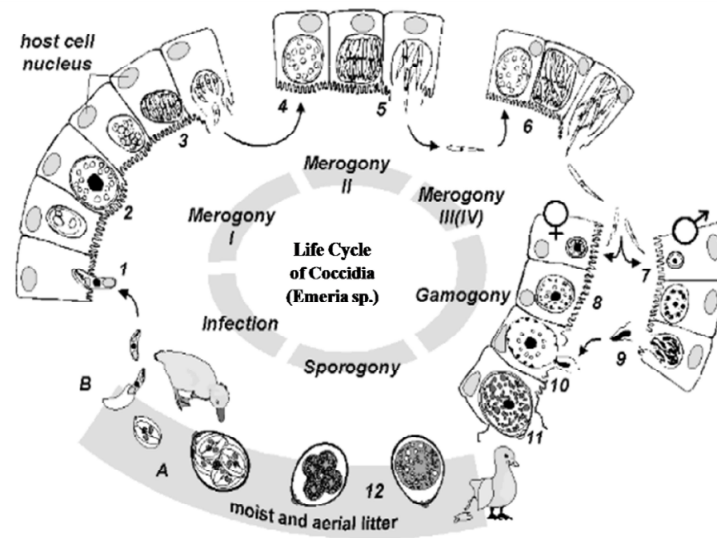 host cell
nucleus
1
2
3
4
5
6
7
8
9
10
11
12
A
B
Merogony
I
Merogony
II
Merogony
III(IV)
Gamogony
Sporogony
Infection
Life Cycle
of Coccidia
(Emeria sp.)
♀
♂
moist and aerial litter